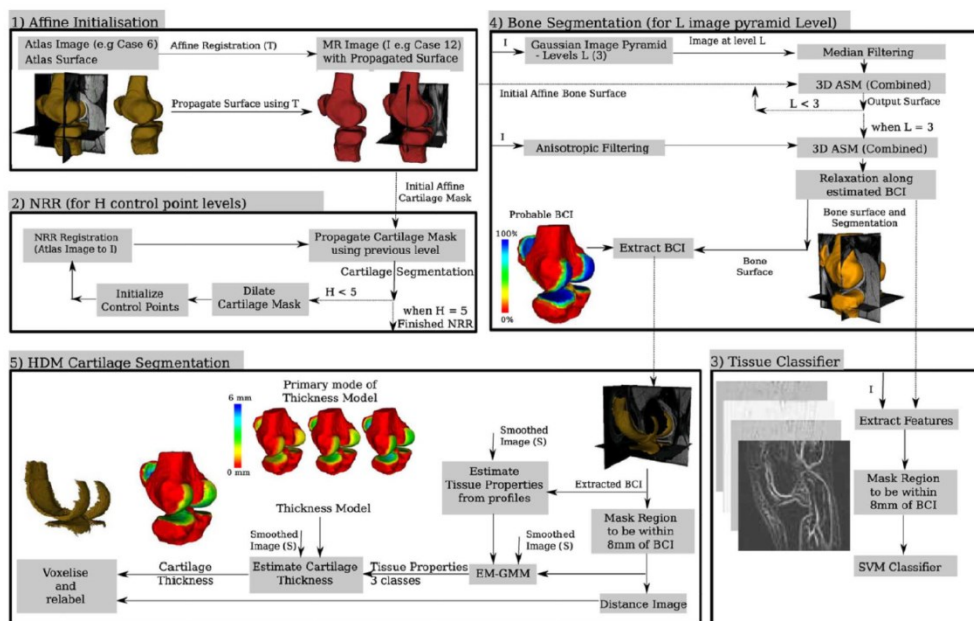 1) Affine Initialisation
Atlas Image (e.g Case 6)
Atlas Surface
Affine Registration (T)
MR Image (I e.g Case 12)
with Propagated Surface
Propagate Surface using T
Initial Affine
Cartilage Mask
2) NRR (for H control point levels)
NRR Registration
(Atlas Image to I)
Propagate Cartilage Mask
using previous level
Cartilage Segmentation
Initialize
Control Points
Dilate
Cartilage Mask
H < 5
when H = 5
Finished NRR
4) Bone Segmentation (for L image pyramid Level)
I
Gaussian Image Pyramid
- Levels L (3)
Image at level L
Median Filtering
Initial Affine Bone Surface
3D ASM (Combined)
L < 3
Output Surface
when L = 3
I
Anisotropic Filtering
3D ASM (Combined)
Relaxation along
estimated BCI
Probable BCI
100%
0%
Extract BCI
Bone
Surface
Bone surface and
Segmentation
5) HDM Cartilage Segmentation
Primary mode of
Thickness Model
6 mm
0 mm
Smoothed
Image (S)
Estimate
Tissue Properties
from profiles
Extracted BCI
Mask Region
to be within
8mm of BCI
Thickness Model
Smoothed
Image (S)
Smoothed
Image (S)
Voxelise
and
relabel
Cartilage
Thickness
Estimate Cartilage
Thickness
Tissue Properties
3 classes
EM-GMM
Distance Image
3) Tissue Classifier
I
Extract Features
Mask Region
to be within
8mm of BCI
SVM Classifier